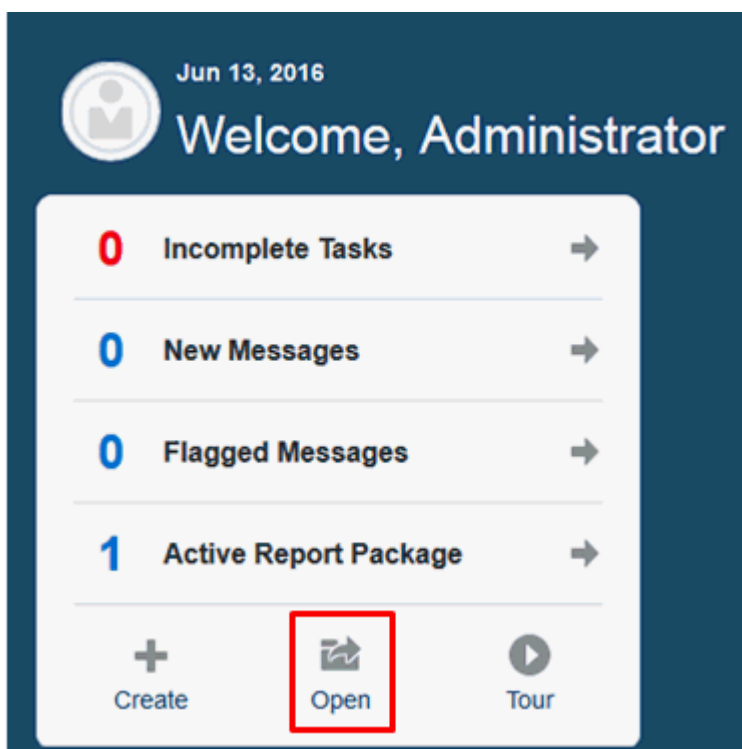 Jun 13, 2016
Welcome, Administrator
0 Incomplete Tasks
0 New Messages
0 Flagged Messages
1 Active Report Package
Create Open Tour